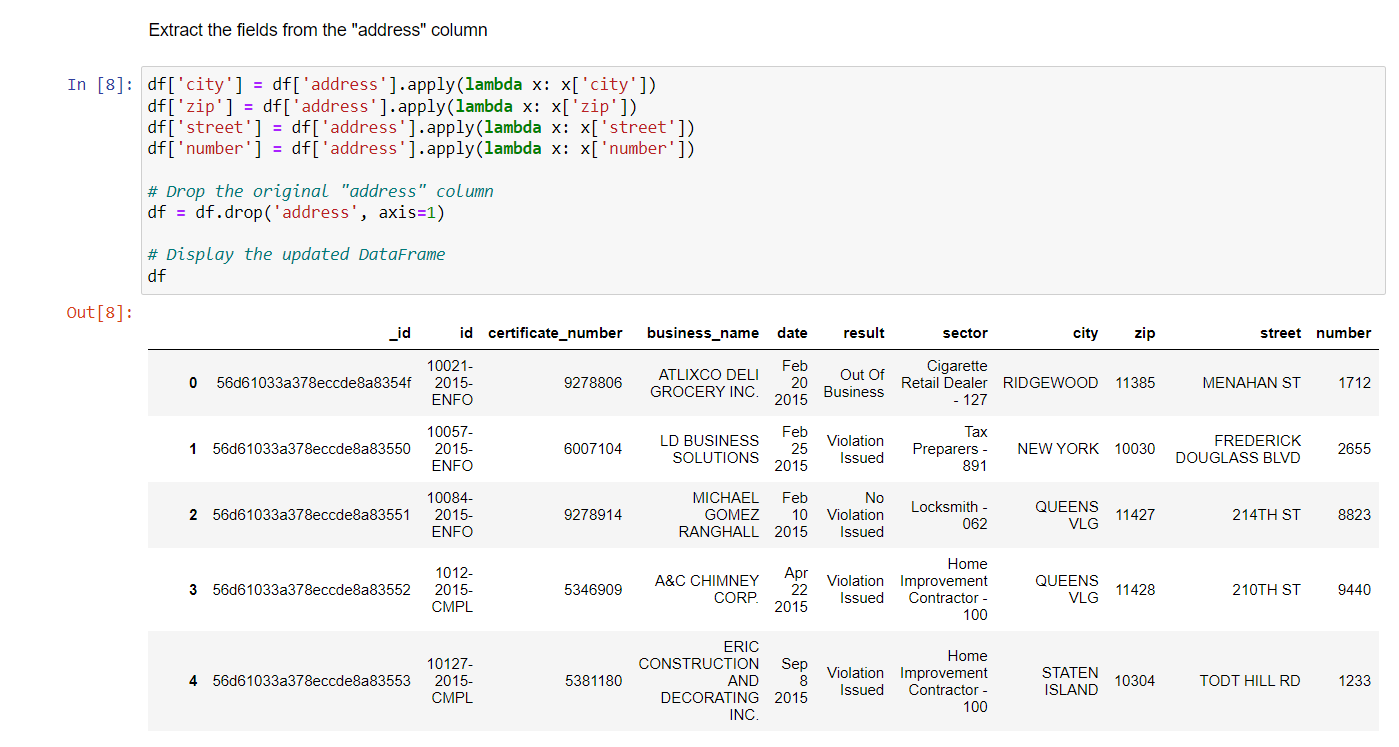 Extract the fields from the "address" column
In [8]:
df['city'] = df['address'].apply(lambda x: x['city'])
df['zip'] = df['address'].apply(lambda x: x['zip'])
df['street'] = df['address'].apply(lambda x: x['street'])
df['number'] = df['address'].apply(lambda x: x['number'])
# Drop the original "address" column
df = df.drop('address', axis=1)
# Display the updated DataFrame
df
Out[8]:
_id id certificate_number business_name date result sector city zip street number
0 56d61033a378eccde8a8354f 10021-2015-ENFO 9278806 ATLIXCO DELI GROCERY INC. Feb 20 2015 Out Of Business Cigarette Retail Dealer - 127 RIDGEWOOD 11385 MENAHAN ST 1712
1 56d61033a378eccde8a83550 10057-2015-ENFO 6007104 LD BUSINESS SOLUTIONS Feb 25 2015 Violation Issued Tax Preparers - 891 NEW YORK 10030 FREDERICK DOUGLASS BLVD 2655
2 56d61033a378eccde8a83551 10084-2015-ENFO 9278914 MICHAEL GOMEZ RANGHALL Feb 10 2015 No Violation Issued Locksmith - 062 QUEENS VLG 11427 214TH ST 8823
3 56d61033a378eccde8a83552 1012-2015-CMPL 5346909 A&C CHIMNEY CORP. Apr 22 2015 Violation Issued Home Improvement Contractor - 100 QUEENS VLG 11428 210TH ST 9440
4 56d61033a378eccde8a83553 10127-2015-CMPL 5381180 ERIC CONSTRUCTION AND DECORATING INC. Sep 8 2015 Violation Issued Home Improvement Contractor - 100 STATEN ISLAND 10304 TODT HILL RD 1233